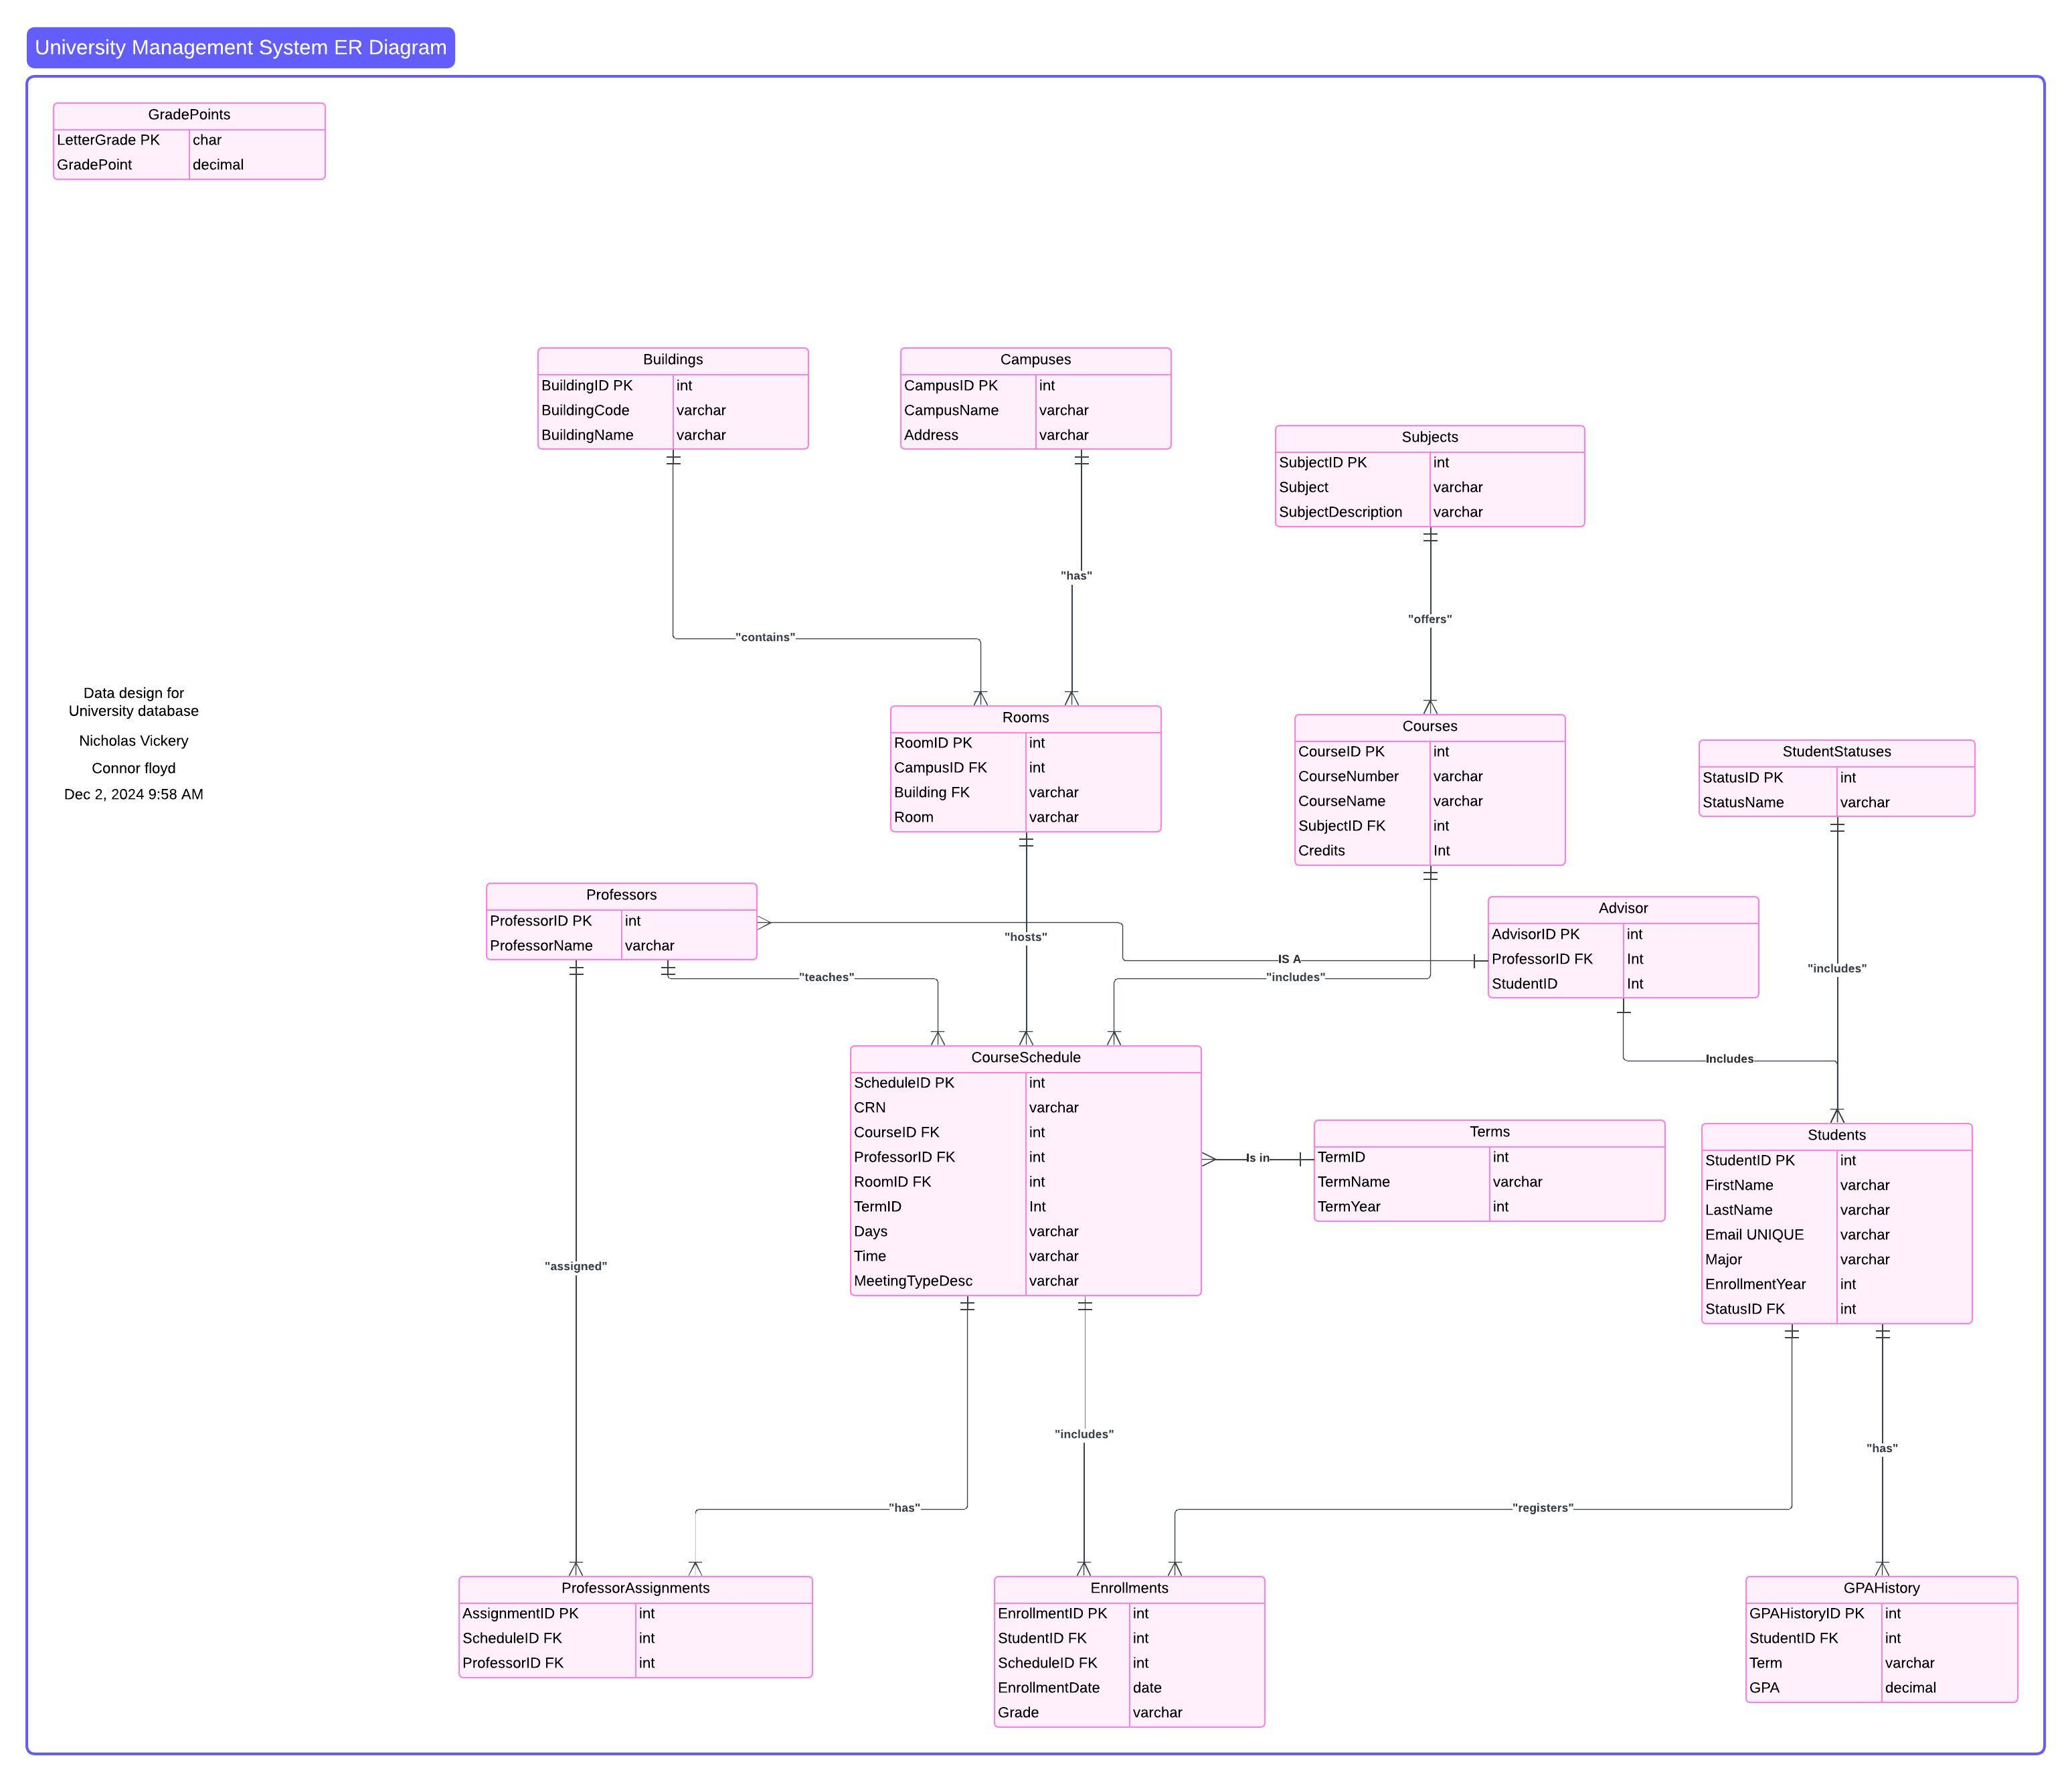 University Management System ER Diagram
GradePoints
LetterGrade PK char
GradePoint decimal
Buildings
BuildingID PK int
BuildingCode varchar
BuildingName varchar
Campuses
CampusID PK int
CampusName varchar
Address varchar
Subjects
SubjectID PK int
Subject varchar
SubjectDescription varchar
"has"
"offers"
"contains"
Data design for
University database
Nicholas Vickery
Connor floyd
Dec 2, 2024 9:58 AM
Rooms
RoomID PK int
CampusID FK int
Building FK varchar
Room varchar
Courses
CourseID PK int
CourseNumber varchar
CourseName varchar
SubjectID FK int
Credits Int
StudentStatuses
StatusID PK int
StatusName varchar
Professors
ProfessorID PK int
ProfessorName varchar
"hosts"
IS A
Advisor
AdvisorID PK int
ProfessorID FK Int
StudentID Int
"teaches"
"includes"
"includes"
Includes
CourseSchedule
ScheduleID PK int
CRN varchar
CourseID FK int
ProfessorID FK int
RoomID FK int
TermID Int
Days varchar
Time varchar
MeetingTypeDesc varchar
Is in
Terms
TermID int
TermName varchar
TermYear int
Students
StudentID PK int
FirstName varchar
LastName varchar
Email UNIQUE varchar
Major varchar
EnrollmentYear int
StatusID FK int
"assigned"
"includes"
"has"
"has"
"registers"
ProfessorAssignments
AssignmentID PK int
ScheduleID FK int
ProfessorID FK int
Enrollments
EnrollmentID PK int
StudentID FK int
ScheduleID FK int
EnrollmentDate date
Grade varchar
GPAHistory
GPAHistoryID PK int
StudentID FK int
Term varchar
GPA decimal